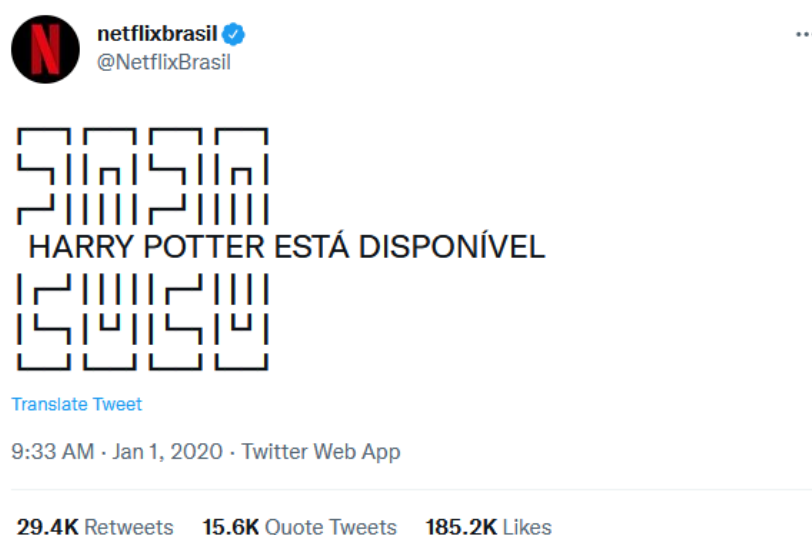 N
netflixbrasil
@NetflixBrasil
┏━━┓┏━━┓┏━━┓┏━━┓
┗━┓┃┃┏┓┃┗━┓┃┃┏┓┃
┏━┛┃┃┃┃┃┏━┛┃┃┃┃┃
HARRY POTTER ESTÁ DISPONÍVEL
┃┏━┛┃┃┃┃┃┏━┛┃┃┃┃
┃┗━┓┃┗┛┃┃┗━┓┃┗┛┃
┗━━┛┗━━┛┗━━┛┗━━┛
Translate Tweet
9:33 AM · Jan 1, 2020 · Twitter Web App
29.4K Retweets 15.6K Quote Tweets 185.2K Likes